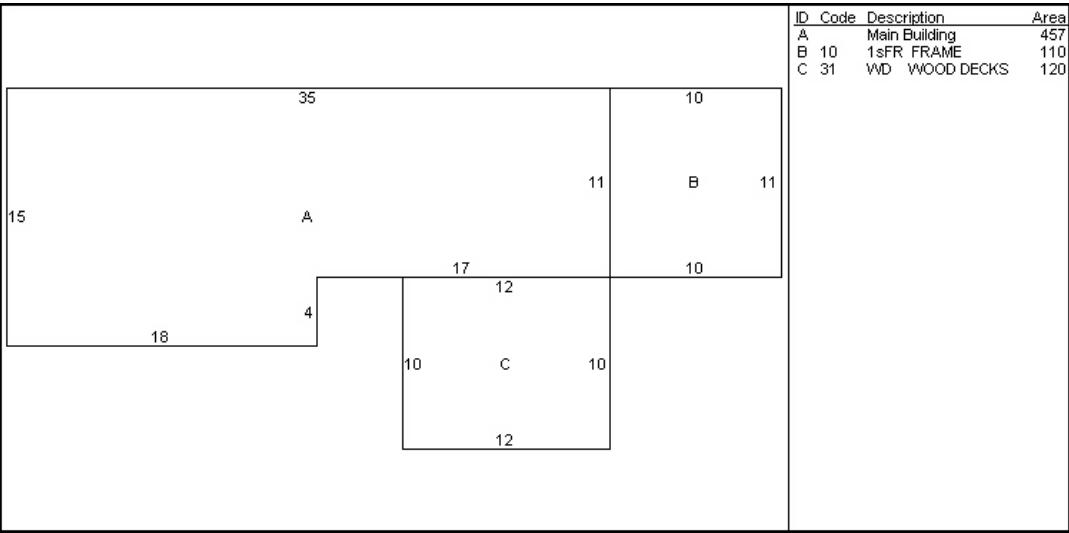 ID Code Description Area
A Main Building 457
B 10 1sFR FRAME 110
C 31 WD WOOD DECKS 120
35 10
11 B 11
15 A
17 10
12
4
18
10 C 10
12